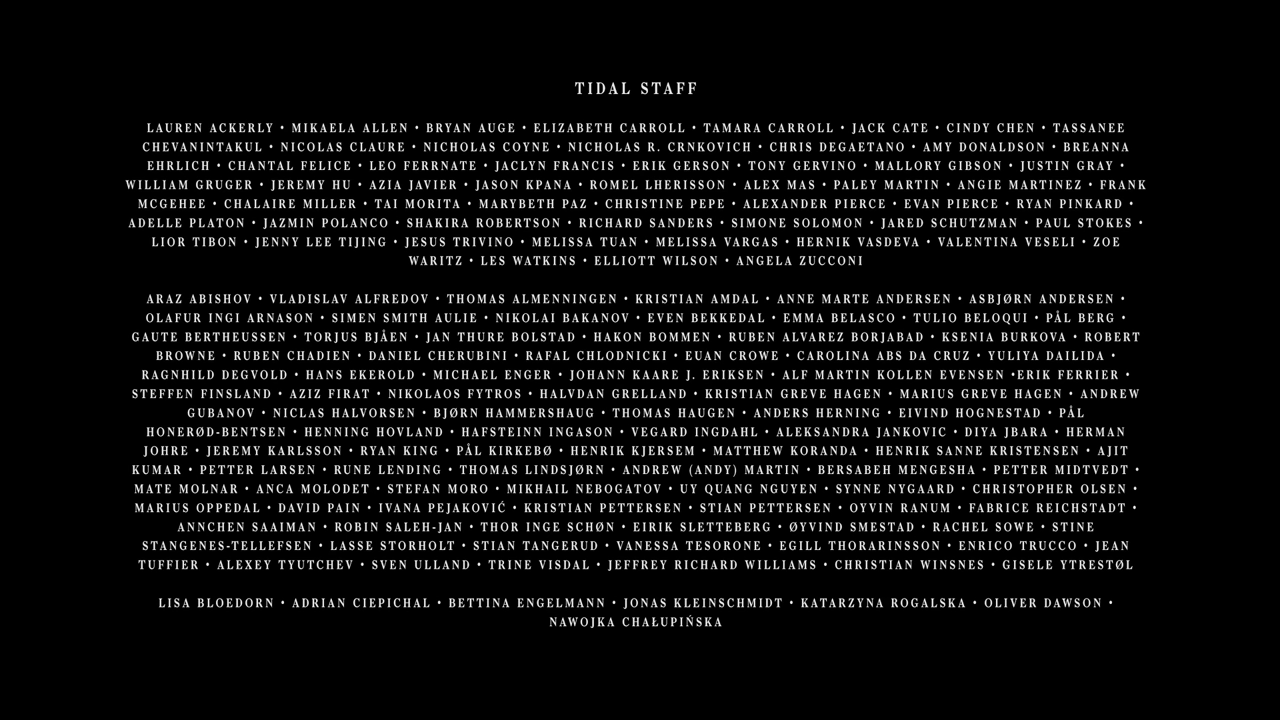 TIDAL STAFF
LAUREN ACKERLY • MIKAELA ALLEN • BRYAN AUGE • ELIZABETH CARROLL • TAMARA CARROLL • JACK CATE • CINDY CHEN • TASSANEE
CHEVANINTAKUL • NICOLAS CLAURE • NICHOLAS COYNE • NICHOLAS R. CRNKOVICH • CHRIS DEGAETANO • AMY DONALDSON • BREANNA
EHRLICH • CHANTAL FELICE • LEO FERRNATE • JACLYN FRANCIS • ERIK GERSON • TONY GERVINO • MALLORY GIBSON • JUSTIN GRAY •
WILLIAM GRUGER • JEREMY HU • AZIA JAVIER • JASON KPANA • ROMEL LHERISSON • ALEX MAS • PALEY MARTIN • ANGIE MARTINEZ • FRANK
MCGEHEE • CHALAIRE MILLER • TAI MORITA • MARYBETH PAZ • CHRISTINE PEPE • ALEXANDER PIERCE • EVAN PIERCE • RYAN PINKARD •
ADELLE PLATON • JAZMIN POLANCO • SHAKIRA ROBERTSON • RICHARD SANDERS • SIMONE SOLOMON • JARED SCHUTZMAN • PAUL STOKES •
LIOR TIBON • JENNY LEE TIJING • JESUS TRIVINO • MELISSA TUAN • MELISSA VARGAS • HERNIK VASDEVA • VALENTINA VESELI • ZOE
WARITZ • LES WATKINS • ELLIOTT WILSON • ANGELA ZUCCONI
ARAZ ABISHOV • VLADISLAV ALFREDOV • THOMAS ALMENNINGEN • KRISTIAN AMDAL • ANNE MARTE ANDERSEN • ASBJØRN ANDERSEN •
OLAFUR INGI ARNASON • SIMEN SMITH AULIE • NIKOLAI BAKANOV • EVEN BEKKEDAL • EMMA BELASCO • TULIO BELOQUI • PÅL BERG •
GAUTE BERTHEUSSEN • TORJUS BJÅEN • JAN THURE BOLSTAD • HAKON BOMMEN • RUBEN ALVAREZ BORJABAD • KSENIA BURKOVA • ROBERT
BROWNE • RUBEN CHADIEN • DANIEL CHERUBINI • RAFAL CHLODNICKI • EUAN CROWE • CAROLINA ABS DA CRUZ • YULIYA DAILIDA •
RAGNHILD DEGVOLD • HANS EKEROLD • MICHAEL ENGER • JOHANN KAARE J. ERIKSEN • ALF MARTIN KOLLEN EVENSEN •ERIK FERRIER •
STEFFEN FINSLAND • AZIZ FIRAT • NIKOLAOS FYTROS • HALVDAN GRELLAND • KRISTIAN GREVE HAGEN • MARIUS GREVE HAGEN • ANDREW
GUBANOV • NICLAS HALVORSEN • BJØRN HAMMERSHAUG • THOMAS HAUGEN • ANDERS HERNING • EIVIND HOGNESTAD • PÅL
HONERØD-BENTSEN • HENNING HOVLAND • HAFSTEINN INGASON • VEGARD INGDAHL • ALEKSANDRA JANKOVIC • DIYA JBARA • HERMAN
JOHRE • JEREMY KARLSSON • RYAN KING • PÅL KIRKEBØ • HENRIK KJERSEM • MATTHEW KORANDA • HENRIK SANNE KRISTENSEN • AJIT
KUMAR • PETTER LARSEN • RUNE LENDING • THOMAS LINDSJØRN • ANDREW (ANDY) MARTIN • BERSABEH MENGESHA • PETTER MIDTVEDT •
MATE MOLNAR • ANCA MOLODET • STEFAN MORO • MIKHAIL NEBOGATOV • UY QUANG NGUYEN • SYNNE NYGAARD • CHRISTOPHER OLSEN •
MARIUS OPPEDAL • DAVID PAIN • IVANA PEJAKOVIĆ • KRISTIAN PETTERSEN • STIAN PETTERSEN • OYVIN RANUM • FABRICE REICHSTADT •
ANNCHEN SAAIMAN • ROBIN SALEH-JAN • THOR INGE SCHØN • EIRIK SLETTEBERG • ØYVIND SMESTAD • RACHEL SOWE • STINE
STANGENES-TELLEFSEN • LASSE STORHOLT • STIAN TANGERUD • VANESSA TESORONE • EGILL THORARINSSON • ENRICO TRUCCO • JEAN
TUFFIER • ALEXEY TYUTCHEV • SVEN ULLAND • TRINE VISDAL • JEFFREY RICHARD WILLIAMS • CHRISTIAN WINSNES • GISELE YTRESTØL
LISA BLOEDORN • ADRIAN CIEPICHAL • BETTINA ENGELMANN • JONAS KLEINSCHMIDT • KATARZYNA ROGALSKA • OLIVER DAWSON •
NAWOJKA CHAŁUPIŃSKA